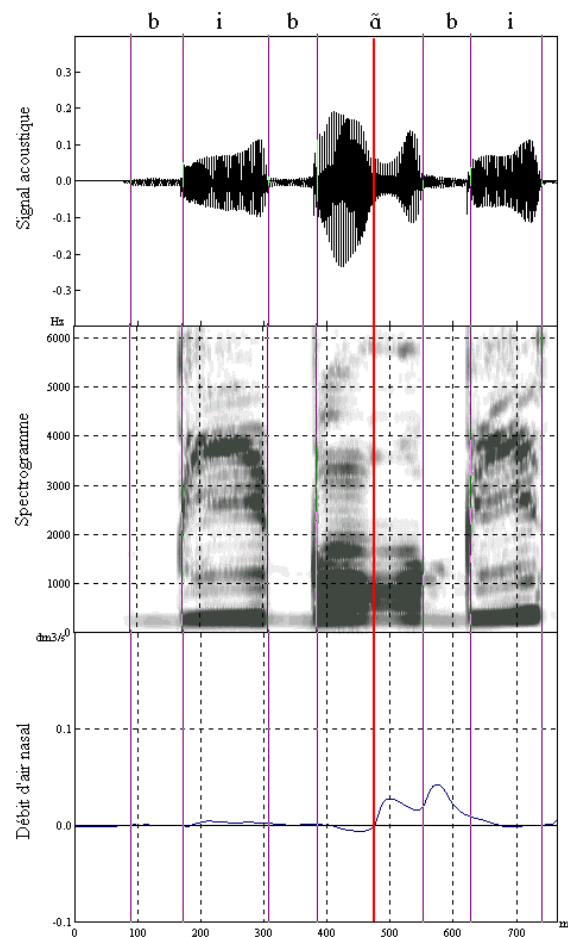 b i b ã b i
Signal acoustique
0.3
0.2
0.1
0.0
-0.1
-0.2
-0.3
Hz
Spectrogramme
6000
5000
4000
3000
2000
1000
0
dm3/s
Débit d'air nasal
0.1
0.0
-0.1
0 100 200 300 400 500 600 700 m